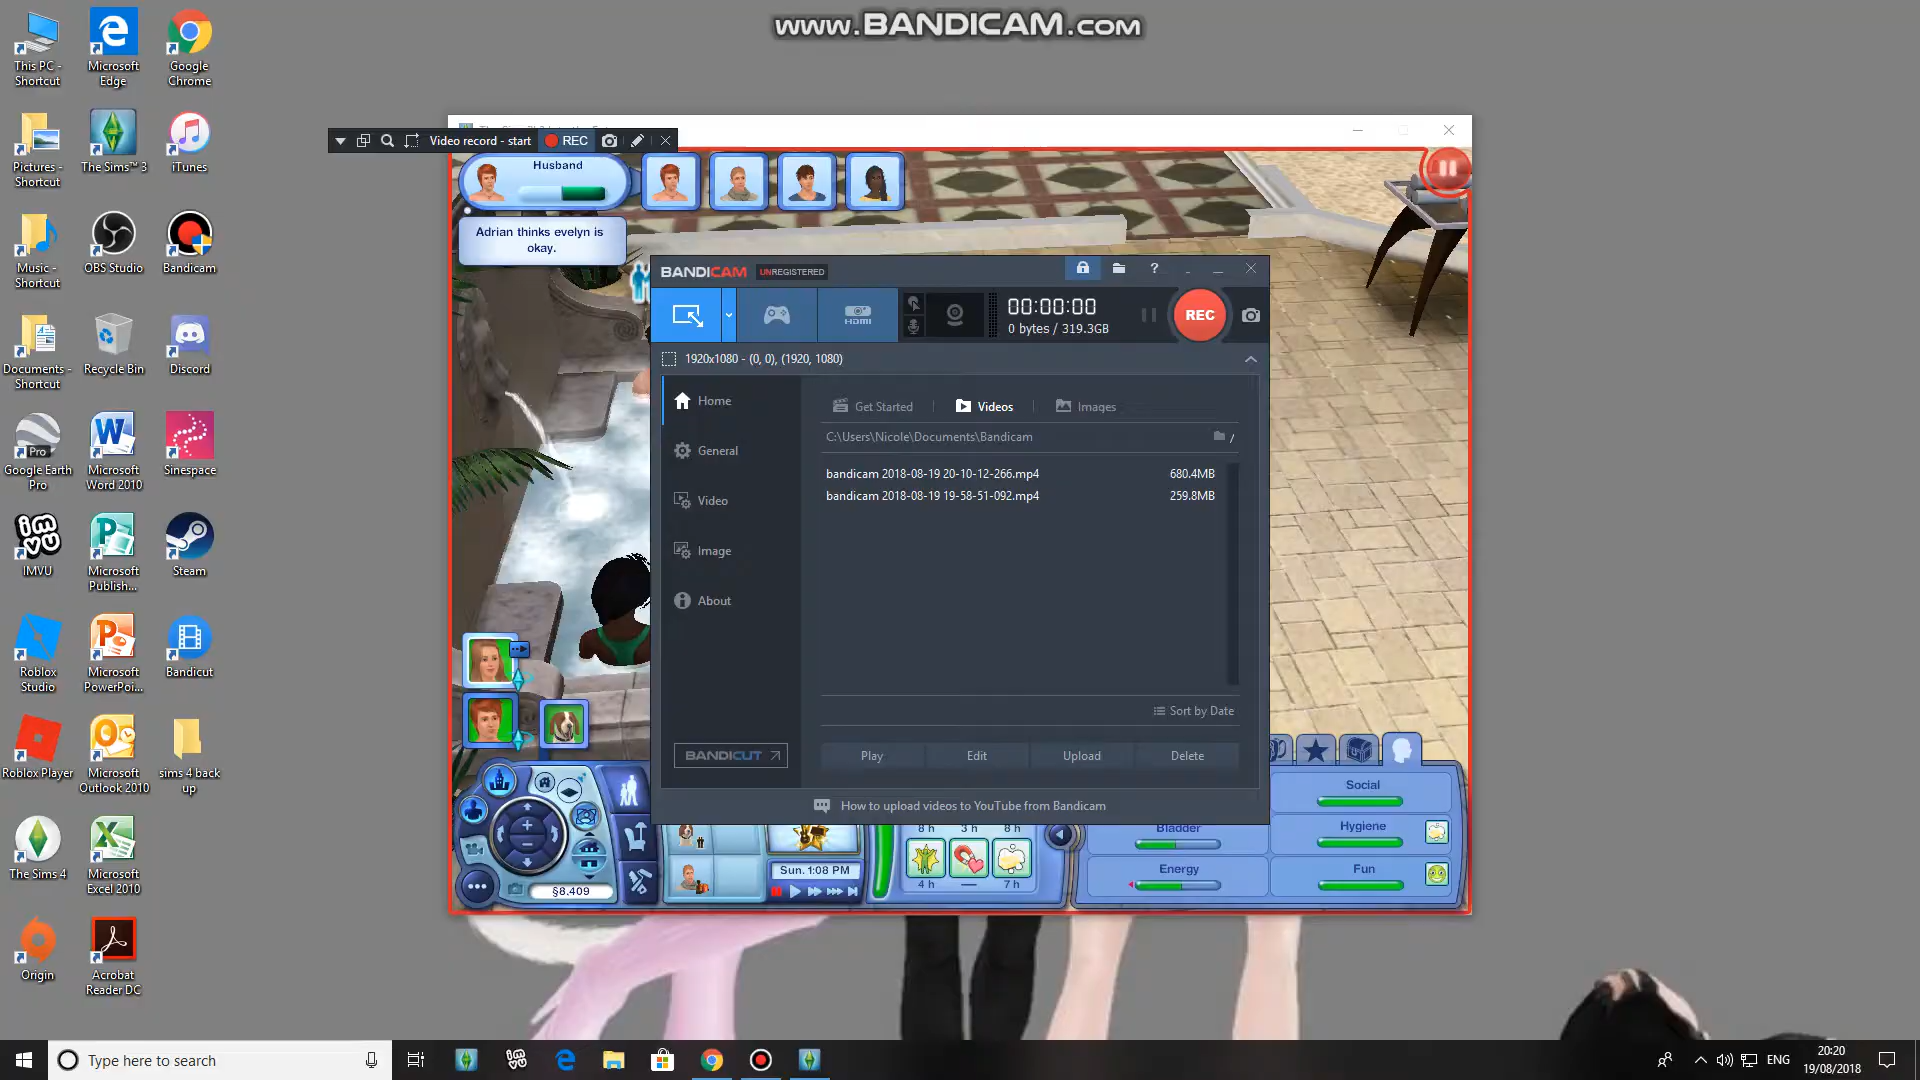 www.BANDICAM.com
This PC -
Shortcut
Microsoft
Edge
Google
Chrome
Pictures -
Shortcut
The Sims™ 3
iTunes
Music -
Shortcut
OBS Studio
Bandicam
Documents -
Shortcut
Recycle Bin
Discord
Pro
Google Earth
Pro
Microsoft
Word 2010
Sinespace
IMVU
Microsoft
Publish...
Steam
Roblox
Studio
Microsoft
PowerPoi...
Bandicut
Roblox Player
Microsoft
Outlook 2010
sims 4 back
up
The Sims 4
Microsoft
Excel 2010
Origin
Acrobat
Reader DC
Video record - start
REC
Husband
Adrian thinks evelyn is
okay.
BANDICAM UNREGISTERED
?
HDMI
00:00:00
0 bytes / 319.3GB
REC
1920x1080 - (0, 0), (1920, 1080)
Home
General
Video
Image
About
BANDICUT
Get Started
Videos
Images
C:\Users\Nicole\Documents\Bandicam
/
bandicam 2018-08-19 20-10-12-266.mp4 680.4MB
bandicam 2018-08-19 19-58-51-092.mp4 259.8MB
Sort by Date
Play Edit Upload Delete
How to upload videos to YouTube from Bandicam
§8,409
Sun. 1:08 PM
8 h 3 h 8 h
4 h — 7 h
Social
Bladder
Hygiene
Energy
Fun
Type here to search
ENG
20:20
19/08/2018